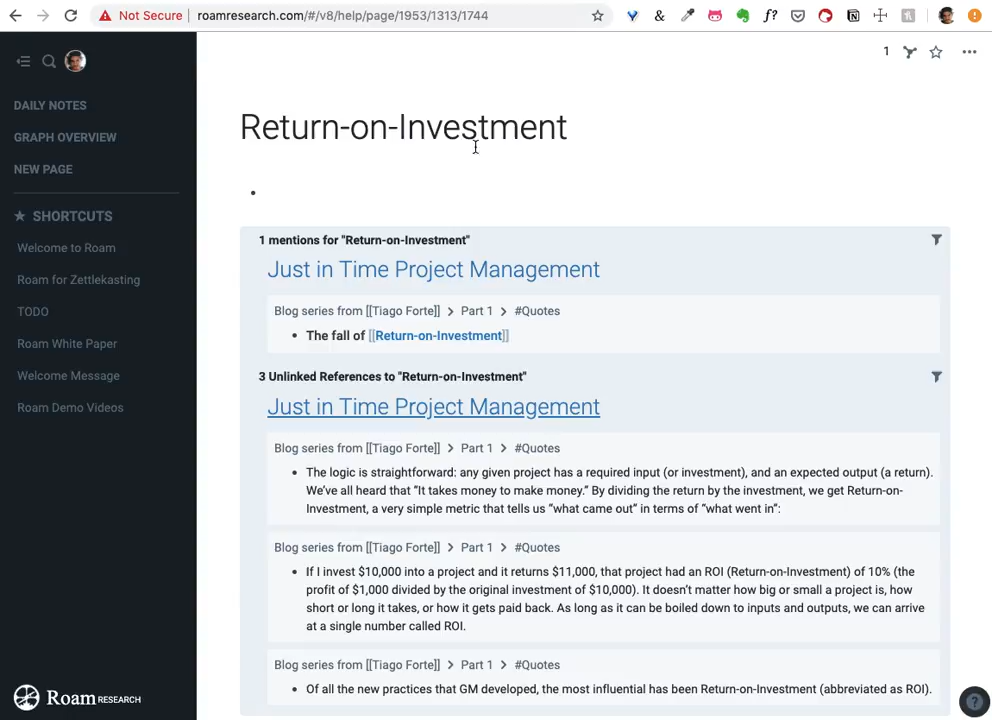 Not Secure
roamresearch.com/#/v8/help/page/1953/1313/1744
DAILY NOTES
GRAPH OVERVIEW
NEW PAGE
★ SHORTCUTS
Welcome to Roam
Roam for Zettlekasting
TODO
Roam White Paper
Welcome Message
Roam Demo Videos
Roam RESEARCH
1
Return-on-Investment
1 mentions for "Return-on-Investment"
Just in Time Project Management
Blog series from [[Tiago Forte]] > Part 1 > #Quotes
• The fall of [[Return-on-Investment]]
3 Unlinked References to "Return-on-Investment"
Just in Time Project Management
Blog series from [[Tiago Forte]] > Part 1 > #Quotes
• The logic is straightforward: any given project has a required input (or investment), and an expected output (a return).
We’ve all heard that “It takes money to make money.” By dividing the return by the investment, we get Return-on-
Investment, a very simple metric that tells us “what came out” in terms of “what went in”:
Blog series from [[Tiago Forte]] > Part 1 > #Quotes
• If I invest $10,000 into a project and it returns $11,000, that project had an ROI (Return-on-Investment) of 10% (the
profit of $1,000 divided by the original investment of $10,000). It doesn’t matter how big or small a project is, how
short or long it takes, or how it gets paid back. As long as it can be boiled down to inputs and outputs, we can arrive
at a single number called ROI.
Blog series from [[Tiago Forte]] > Part 1 > #Quotes
• Of all the new practices that GM developed, the most influential has been Return-on-Investment (abbreviated as ROI).